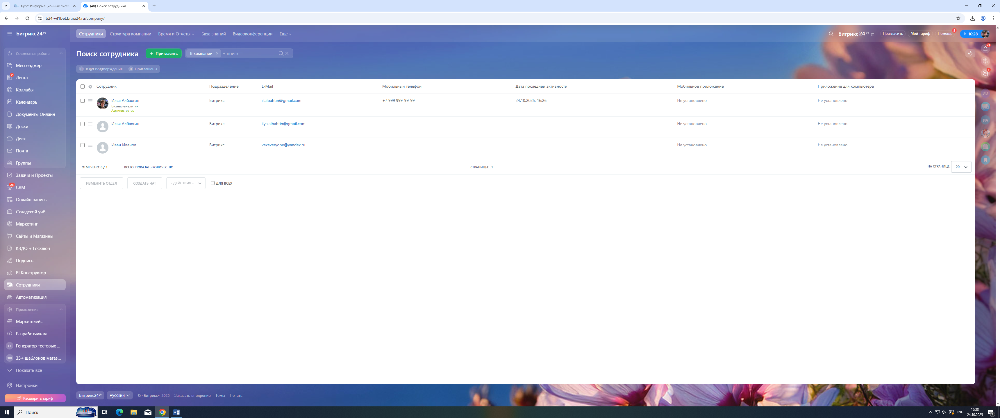 Курс: Информационные сист
(48) Поиск сотрудника
b24-wl1bet.bitrix24.ru/company/
Битрикс24
Сотрудники
Структура компании
Время и Отчеты
База знаний
Видеоконференции
Еще
Битрикс 24
Пригласить
Мой тариф
Помощь
5
16:28
Совместная работа
Мессенджер
2
Лента
Коллабы
Календарь
Документы Онлайн
Доски
Диск
Почта
Группы
Задачи и Проекты
28
CRM
Онлайн-запись
Складской учёт
Маркетинг
Сайты и Магазины
КЭДО + Госключ
Подпись
BI Конструктор
Сотрудники
Автоматизация
Приложения
Маркетплейс
Разработчикам
ГТ Генератор тестовых ...
3Ш 35+ шаблонов магаз...
Показать все
Настройки
Расширить тариф
Поиск сотрудника
+ Пригласить
В компании
+ поиск
0 Ждут подтверждения
0 Приглашены
47
1
ИИ
ИА
Сотрудник Подразделение E-Mail Мобильный телефон Дата последней активности Мобильное приложение Приложение для компьютера
Илья Албахтин Битрикс il.albahtin@gmail.com +7 999 999-99-99 24.10.2025, 16:26 Не установлено Не установлено
Бизнес-аналитик
Администратор
Илья Албахтин Битрикс ilya.albahtin@gmail.com Не установлено Не установлено
Иван Иванов Битрикс vexeveryone@yandex.ru Не установлено Не установлено
ОТМЕЧЕНО: 0 / 3 ВСЕГО: ПОКАЗАТЬ КОЛИЧЕСТВО СТРАНИЦЫ: 1 НА СТРАНИЦЕ: 20
ИЗМЕНИТЬ ОТДЕЛ СОЗДАТЬ ЧАТ - ДЕЙСТВИЯ - ДЛЯ ВСЕХ
Битрикс24 Русский © «Битрикс», 2025 Заказать внедрение Темы Печать
Поиск
ENG
16:28
24.10.2025
1